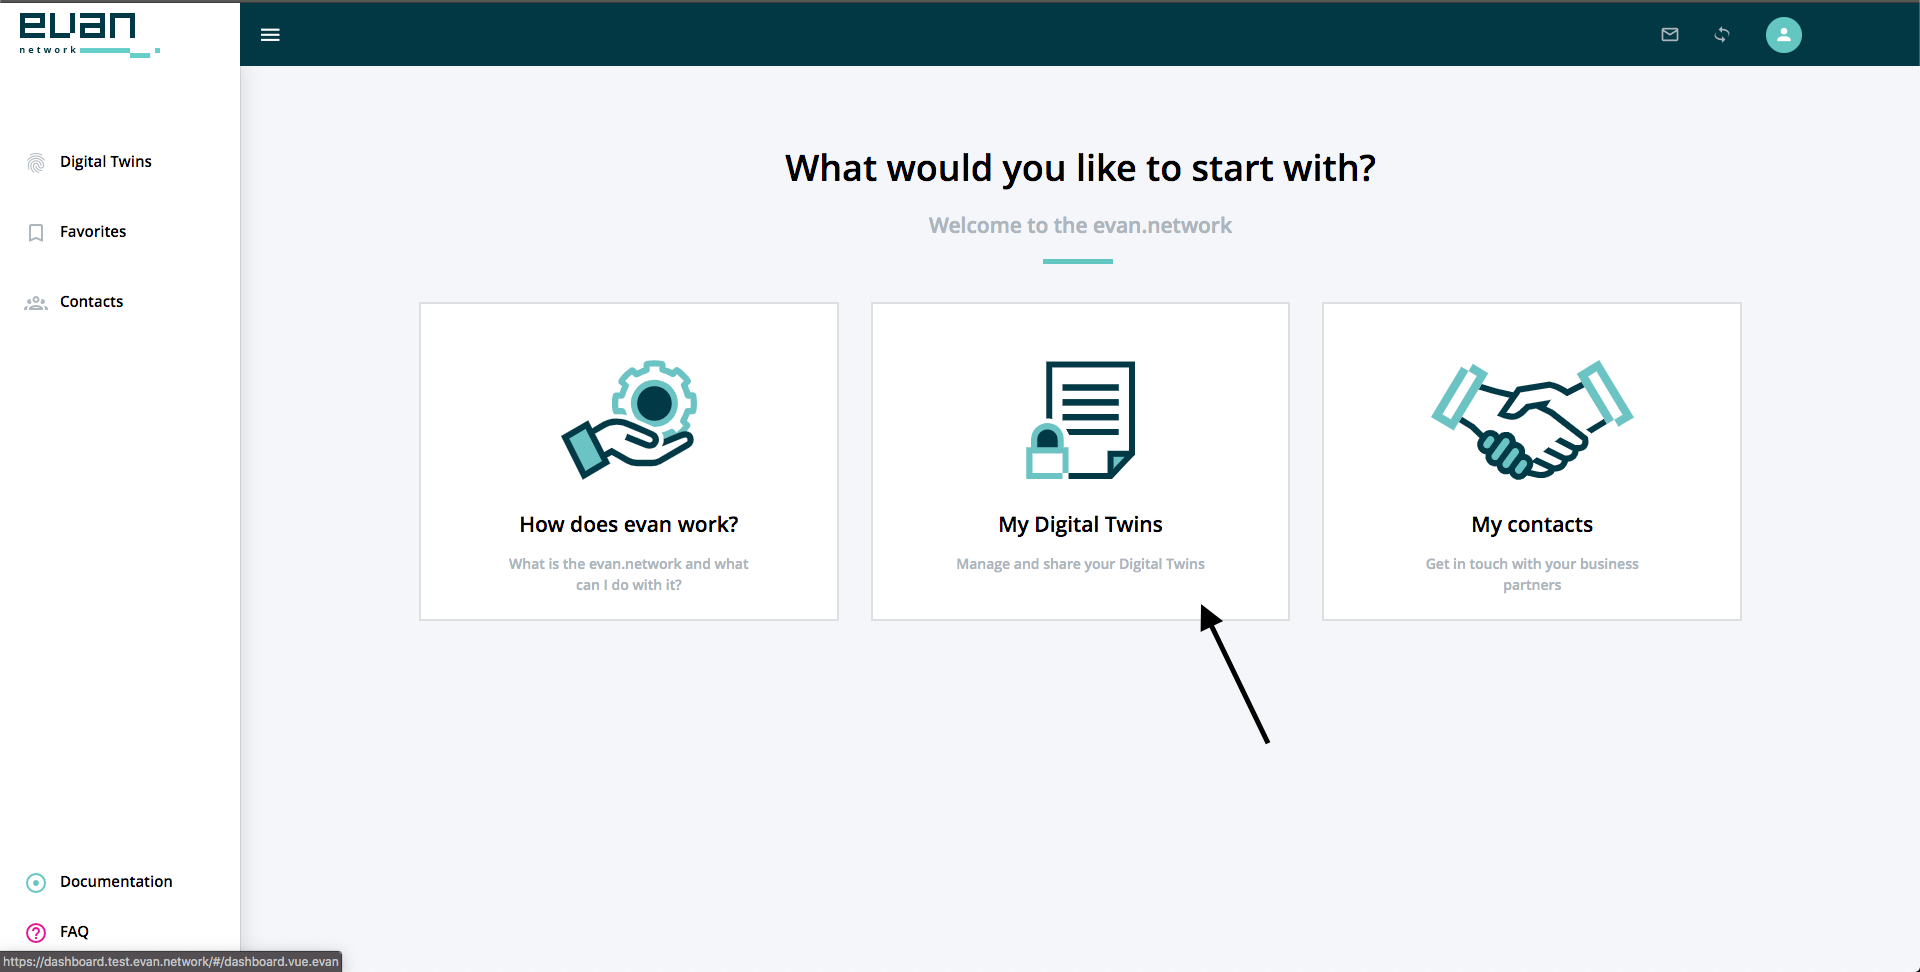 evan
network
Digital Twins
Favorites
Contacts
What would you like to start with?
Welcome to the evan.network
How does evan work?
What is the evan.network and what
can I do with it?
My Digital Twins
Manage and share your Digital Twins
My contacts
Get in touch with your business
partners
Documentation
FAQ
https://dashboard.test.evan.network/#/dashboard.vue.evan